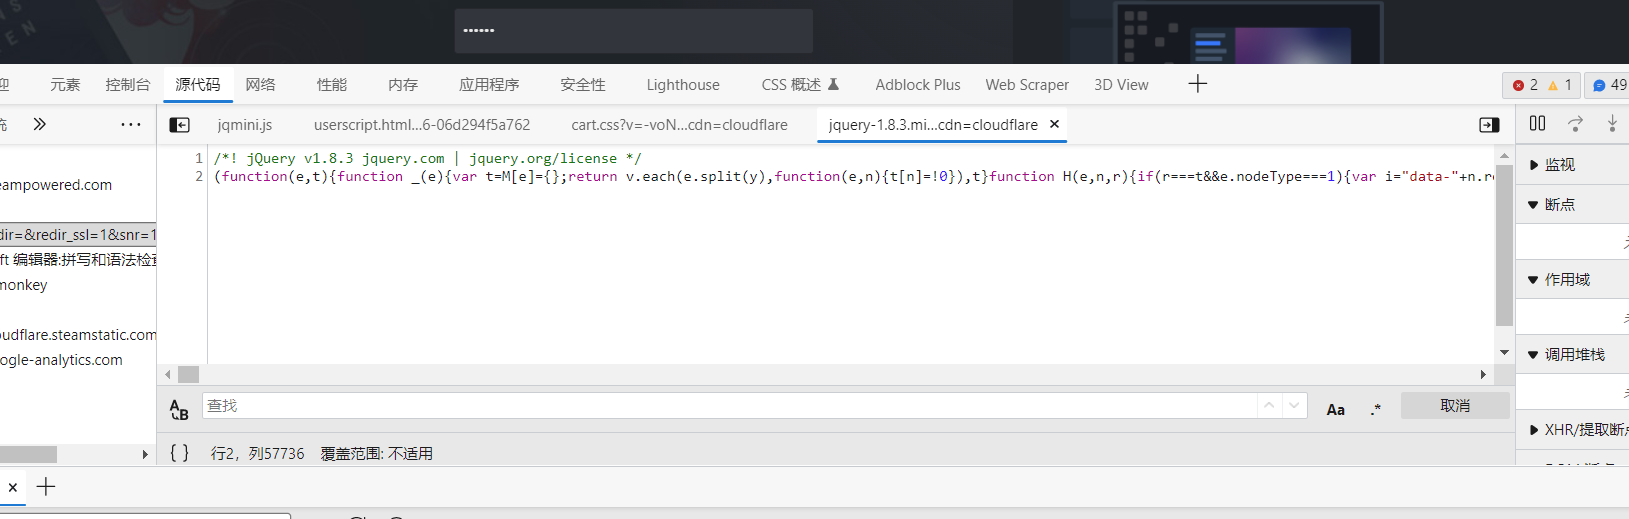 ••••••
迎 元素 控制台 源代码 网络 性能 内存 应用程序 安全性 Lighthouse CSS 概述 Adblock Plus Web Scraper 3D View 2 1 49
jqmini.js userscript.html...6-06d294f5a762 cart.css?v=-voN...cdn=cloudflare jquery-1.8.3.mi...cdn=cloudflare
1 /*! jQuery v1.8.3 jquery.com | jquery.org/license */
2 (function(e,t){function _(e){var t=M[e]={};return v.each(e.split(y),function(e,n){t[n]=!0}),t}function H(e,n,r){if(r===t&&e.nodeType===1){var i="data-"+n.re
eampowered.com
dir=&redir_ssl=1&snr=1
ft 编辑器:拼写和语法检查
monkey
oudflare.steamstatic.com
ogle-analytics.com
监视
断点
作用域
调用堆栈
XHR/提取断点
查找 Aa .* 取消
{ } 行2，列57736 覆盖范围: 不适用